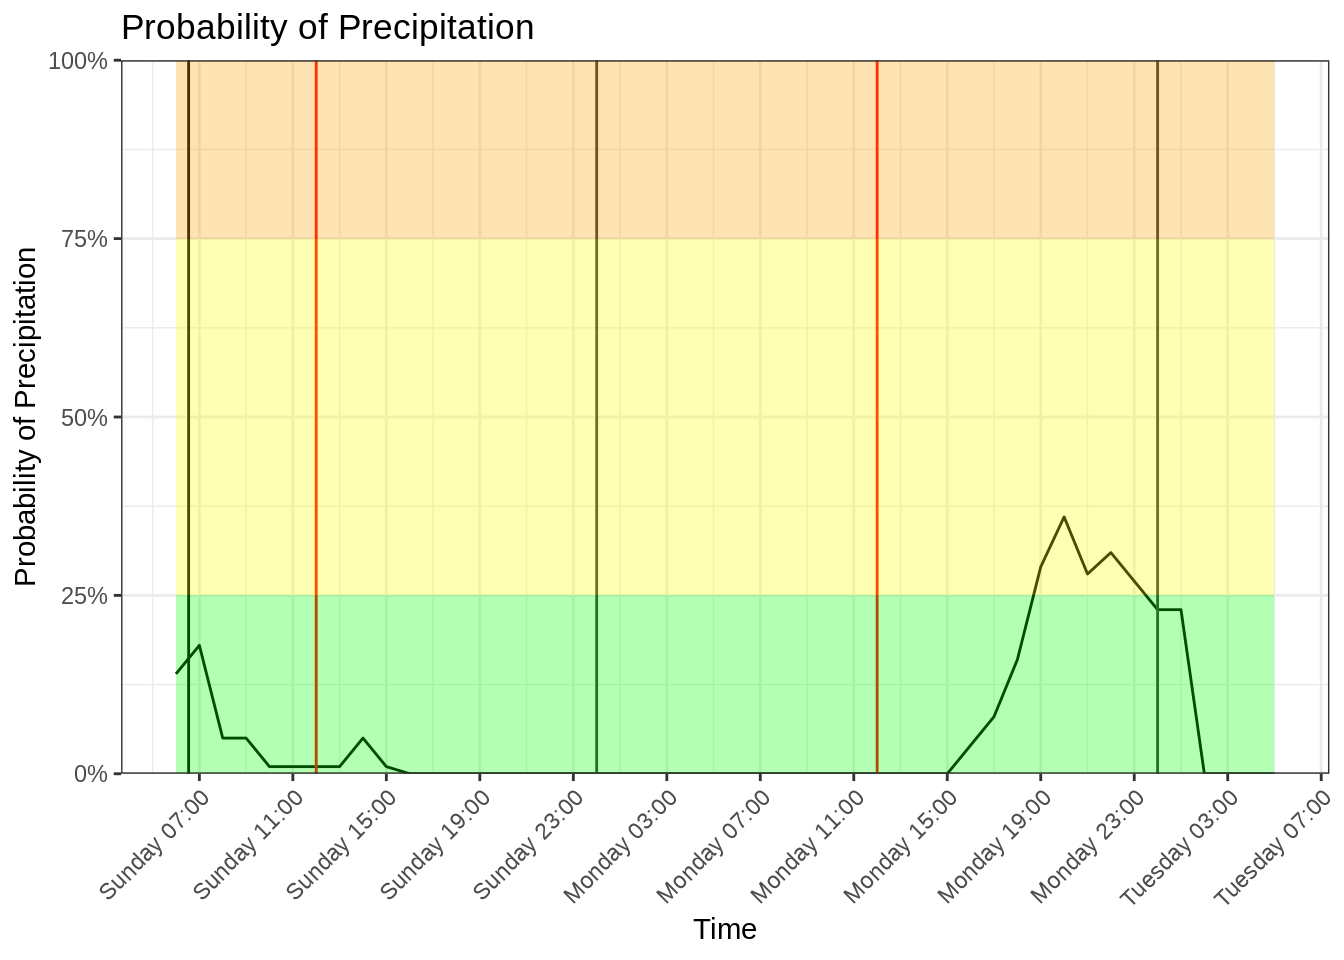 Probability of Precipitation
Probability of Precipitation
100%
75%
50%
25%
0%
Sunday 07:00
Sunday 11:00
Sunday 15:00
Sunday 19:00
Sunday 23:00
Monday 03:00
Monday 07:00
Monday 11:00
Monday 15:00
Monday 19:00
Monday 23:00
Tuesday 03:00
Tuesday 07:00
Time